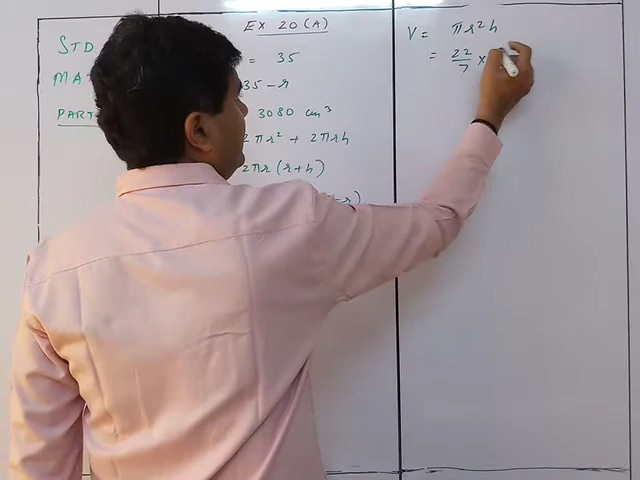 EX 20(A)
STD
MAT
PART
= 35
35 - r
3080 cm³
2πr² + 2πrh
2πr (r+h)
- r)
V = πr²h
= 22/7 ×